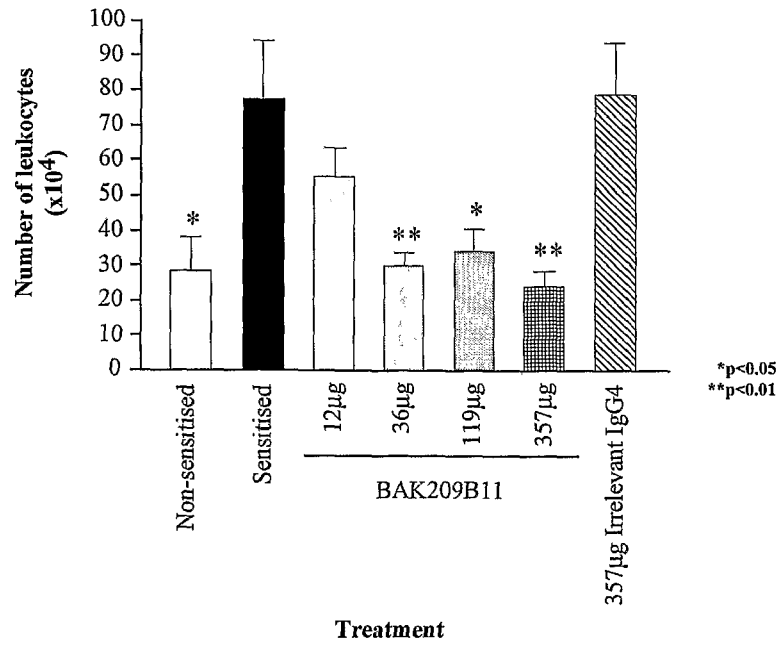 100
90
80
70
60
50
40
30
20
10
0
Number of leukocytes
(x10⁴)
*
**
*
**
*p<0.05
**p<0.01
Non-sensitised
Sensitised
12µg
36µg
119µg
357µg
357µg Irrelevant IgG4
BAK209B11
Treatment